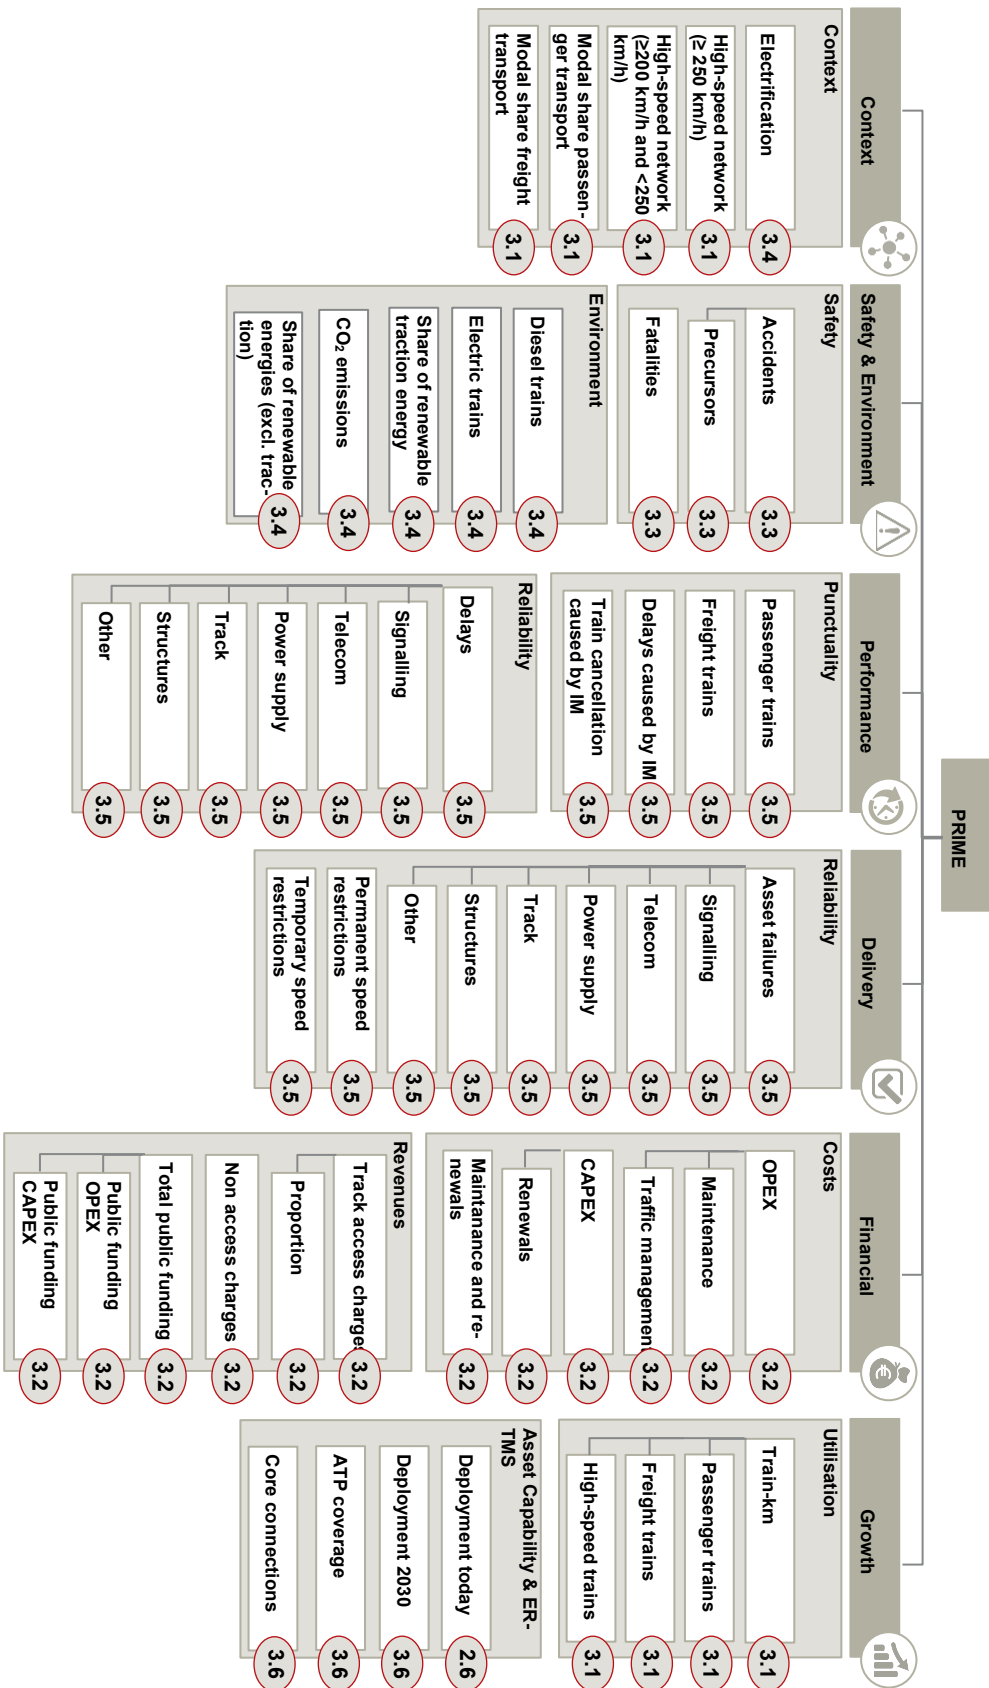 PRIME
Context
Context
Electrification
3.4
High-speed network
(≥ 250 km/h)
3.1
High-speed network
(≥200 km/h and <250
km/h)
3.1
Modal share passen-
ger transport
3.1
Modal share freight
transport
3.1
Safety & Environment
Safety
Accidents
3.3
Precursors
3.3
Fatalities
3.3
Environment
Diesel trains
3.4
Electric trains
3.4
Share of renewable
traction energy
3.4
CO₂ emissions
3.4
Share of renewable
energies (excl. trac-
tion)
3.4
Performance
Punctuality
Passenger trains
3.5
Freight trains
3.5
Delays caused by IM
3.5
Train cancellation
caused by IM
3.5
Reliability
Delays
3.5
Signalling
3.5
Telecom
3.5
Power supply
3.5
Track
3.5
Structures
3.5
Other
3.5
Delivery
Reliability
Asset failures
3.5
Signalling
3.5
Telecom
3.5
Power supply
3.5
Track
3.5
Structures
3.5
Other
3.5
Permanent speed
restrictions
3.5
Temporary speed
restrictions
3.5
Financial
€
Costs
OPEX
3.2
Maintenance
3.2
Traffic management
3.2
CAPEX
3.2
Renewals
3.2
Maintanance and re-
newals
3.2
Revenues
Track access charges
3.2
Proportion
3.2
Non access charges
3.2
Total public funding
3.2
Public funding
OPEX
3.2
Public funding
CAPEX
3.2
Growth
Utilisation
Train-km
3.1
Passenger trains
3.1
Freight trains
3.1
High-speed trains
3.1
Asset Capability & ER-
TMS
Deployment today
2.6
Deployment 2030
3.6
ATP coverage
3.6
Core connections
3.6